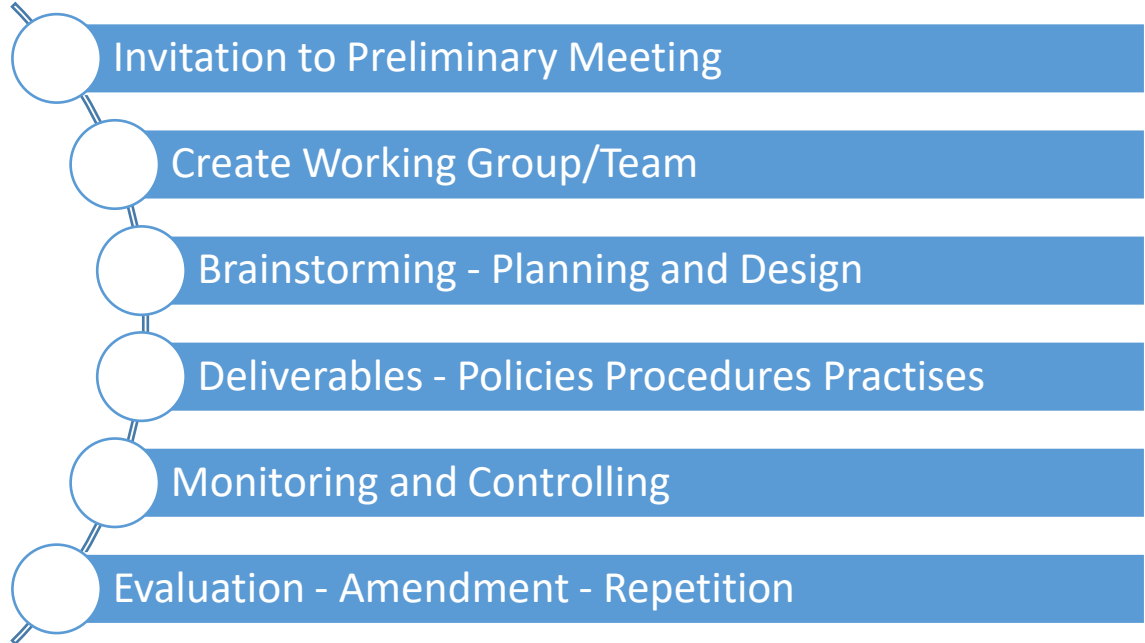 Invitation to Preliminary Meeting
Create Working Group/Team
Brainstorming - Planning and Design
Deliverables - Policies Procedures Practises
Monitoring and Controlling
Evaluation - Amendment - Repetition